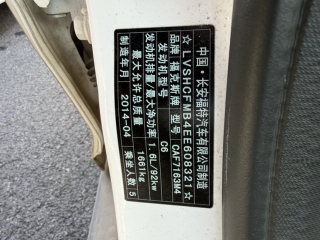 中国·长安福特汽车有限公司制造
☆LVSHCFMB4EE608321☆
品牌 福克斯牌 型号 CAF7163M4
发动机型号 C6
发动机排量/最大净功率 1.6L/92kw
最大允许总质量 1661kg
制造年月 2014-04 乘坐人数 5